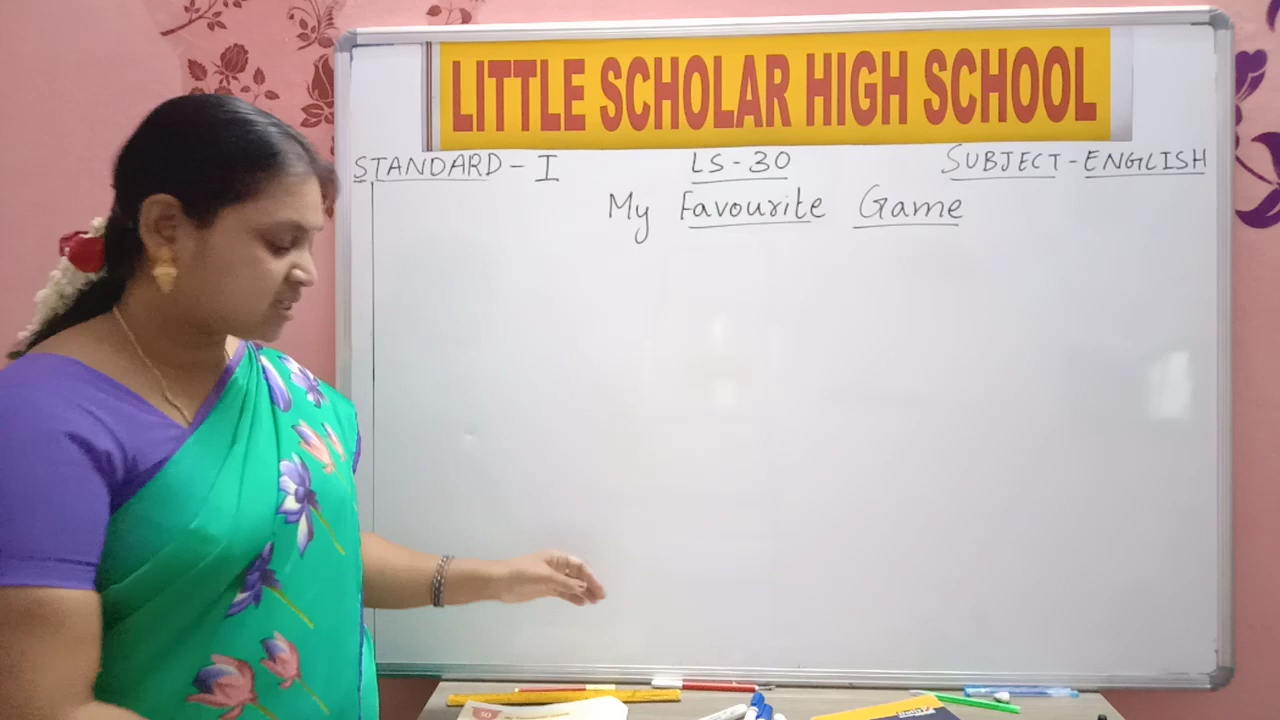 LITTLE SCHOLAR HIGH SCHOOL
STANDARD - I LS-30 SUBJECT - ENGLISH
My Favourite Game